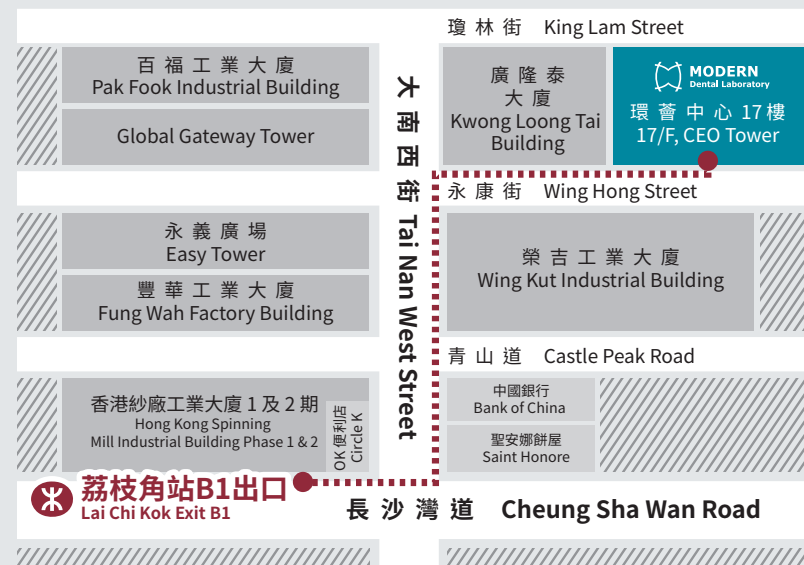 瓊林街 King Lam Street
百福工業大廈
Pak Fook Industrial Building
Global Gateway Tower
大南西街 Tai Nan West Street
廣隆泰
大廈
Kwong Loong Tai
Building
MODERN
Dental Laboratory
環薈中心 17樓
17/F, CEO Tower
永康街 Wing Hong Street
永義廣場
Easy Tower
豐華工業大廈
Fung Wah Factory Building
榮吉工業大廈
Wing Kut Industrial Building
青山道 Castle Peak Road
香港紗廠工業大廈 1 及 2 期
Hong Kong Spinning
Mill Industrial Building Phase 1 & 2
OK 便利店
Circle K
中國銀行
Bank of China
聖安娜餅屋
Saint Honore
荔枝角站B1出口
Lai Chi Kok Exit B1
長沙灣道 Cheung Sha Wan Road